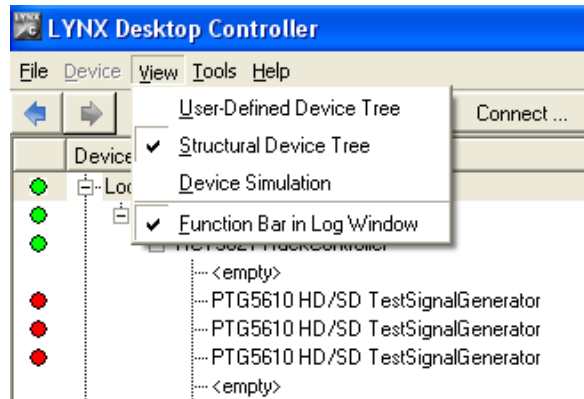 LYNX Desktop Controller
File Device View Tools Help
User-Defined Device Tree
Connect ...
Structural Device Tree
Device
Device Simulation
Function Bar in Log Window
<empty>
PTG5610 HD/SD TestSignalGenerator
PTG5610 HD/SD TestSignalGenerator
PTG5610 HD/SD TestSignalGenerator
<empty>